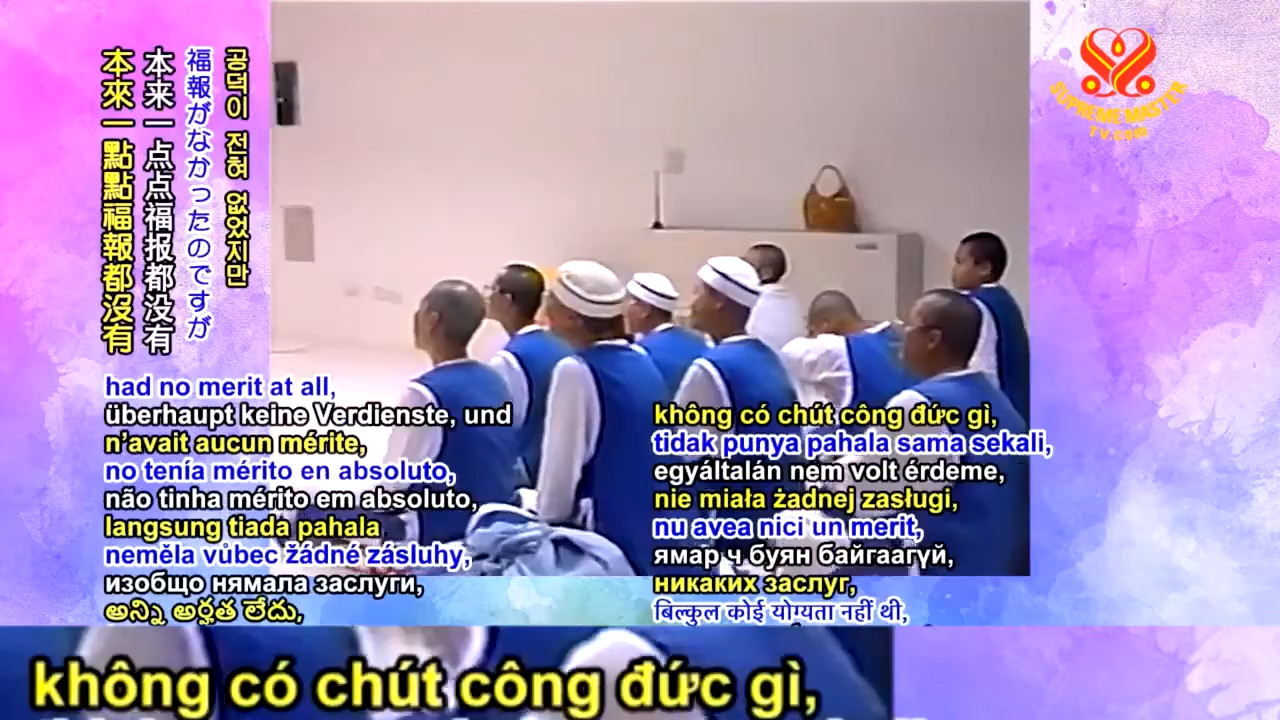 本來一點點福報都沒有
本来一点点福报都没有
福報がなかったのですが
공덕이 전혀 없었지만
SUPREME MASTER
TV.COM
had no merit at all,
überhaupt keine Verdienste, und
n’avait aucun mérite,
no tenía mérito en absoluto,
não tinha mérito em absoluto,
langsung tiada pahala
neměla vůbec žádné zásluhy,
изобщо нямала заслуги,
అన్ని అర్హత లేదు,
không có chút công đức gì,
tidak punya pahala sama sekali,
egyáltalán nem volt érdeme,
nie miała żadnej zasługi,
nu avea nici un merit,
ямар ч буян байгаагүй,
никаких заслуг,
बिल्कुल कोई योग्यता नहीं थी,
không có chút công đức gì,